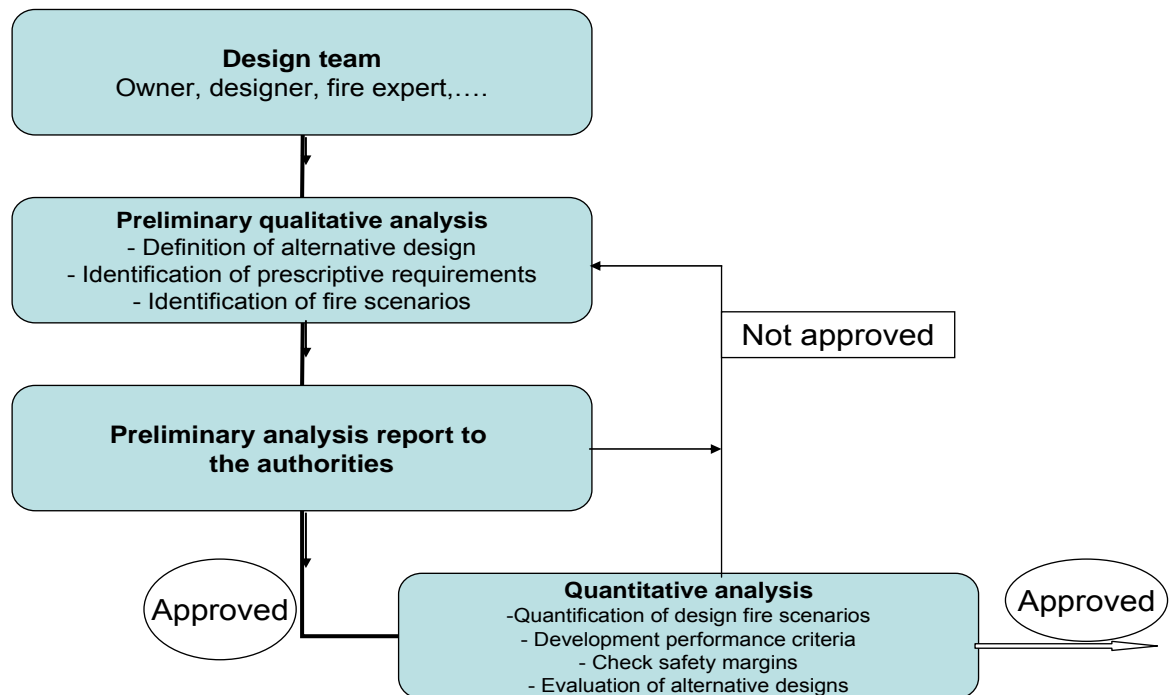 Design team
Owner, designer, fire expert,….
Preliminary qualitative analysis
- Definition of alternative design
- Identification of prescriptive requirements
- Identification of fire scenarios
Not approved
Preliminary analysis report to
the authorities
Approved
Quantitative analysis
-Quantification of design fire scenarios
- Development performance criteria
- Check safety margins
- Evaluation of alternative designs
Approved